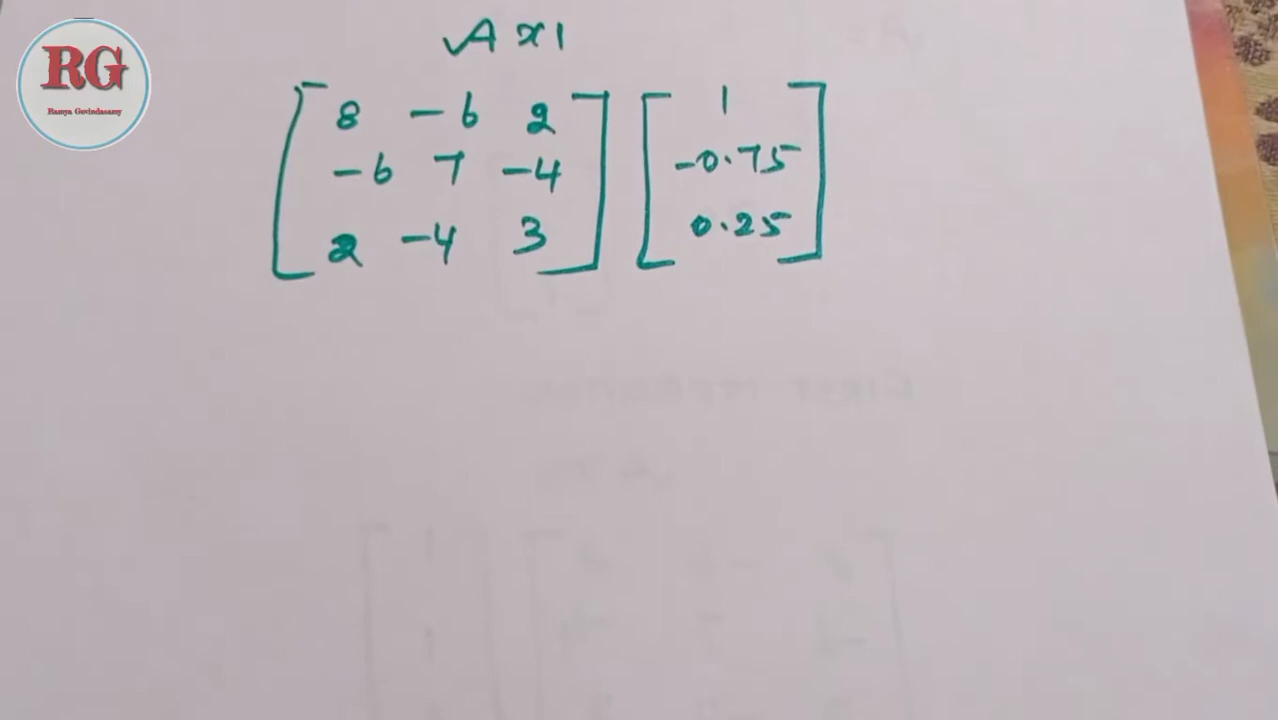 RG
Ramya Govindasamy
A x1
8 -6 2 1
-6 7 -4 -0.75
2 -4 3 0.25